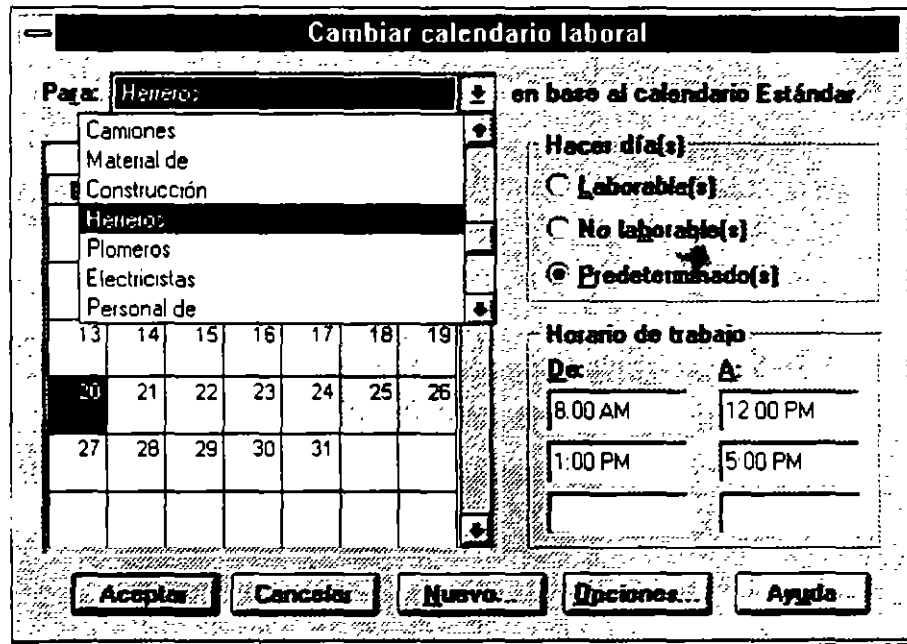 Cambiar calendario laboral
Para: Herreros en base al calendario Estándar
Camiones
Material de
Construcción
Herreros
Plomeros
Electricistas
Personal de
13 14 15 16 17 18 19
20 21 22 23 24 25 26
27 28 29 30 31
Hacer día(s)
Laborable(s)
No laborable(s)
Predeterminado(s)
Horario de trabajo
De: A:
8:00 AM 12:00 PM
1:00 PM 5:00 PM
Aceptar Cancelar Nuevo... Opciones... Ayuda